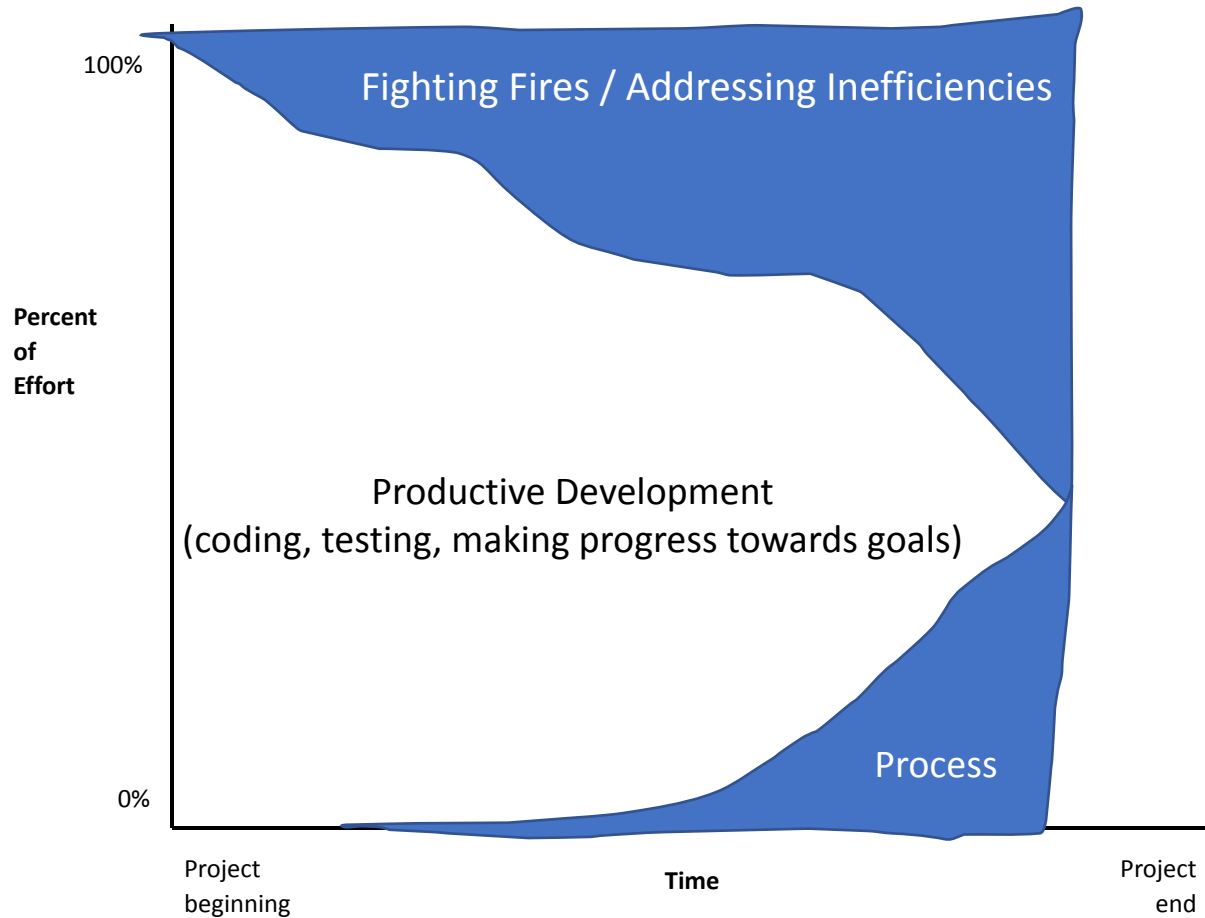 100%
Fighting Fires / Addressing Inefficiencies
Percent
of
Effort
Productive Development
(coding, testing, making progress towards goals)
Process
0%
Project
beginning
Time
Project
end